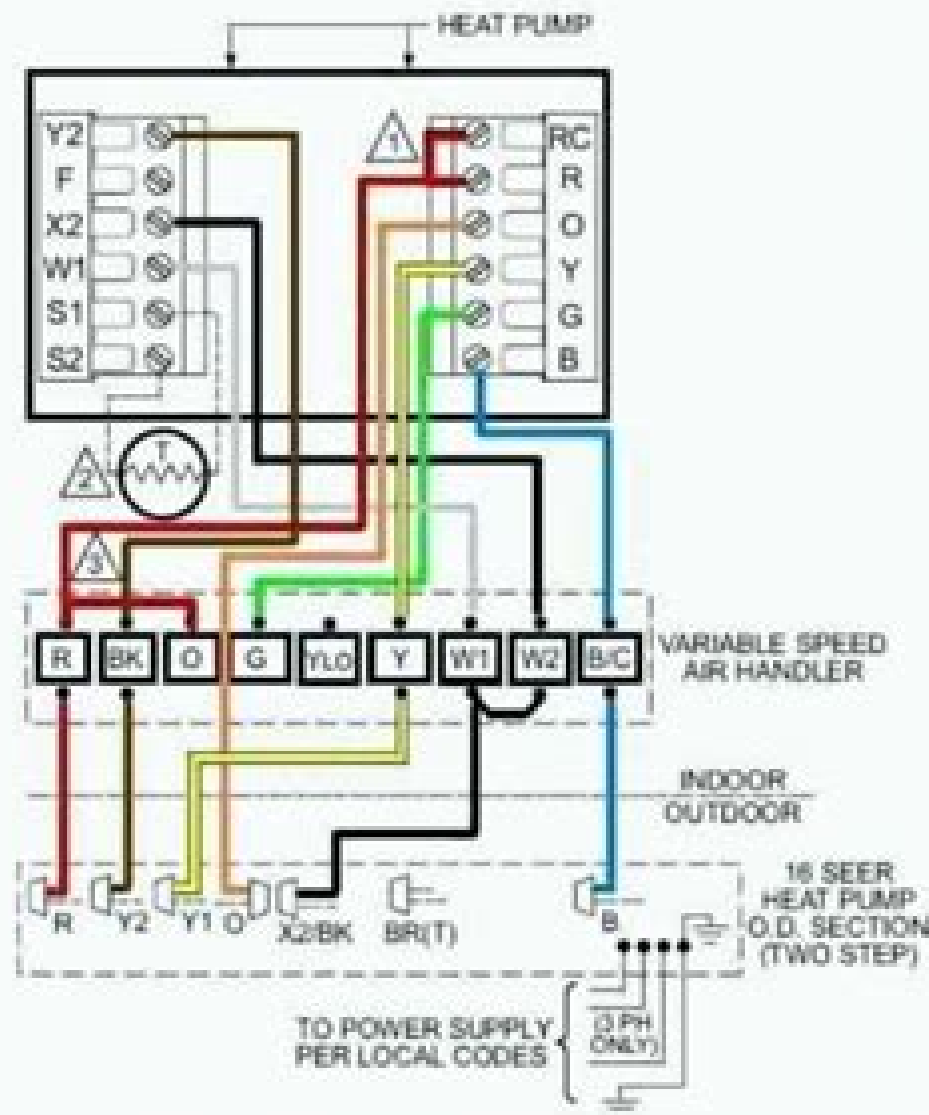 HEAT PUMP
Y2
F
X2
W1
S1
S2
1
RC
R
O
Y
G
B
T
2
3
R
BK
O
G
YLO
Y
W1
W2
B/C
VARIABLE SPEED
AIR HANDLER
INDOOR
OUTDOOR
R
Y2
Y1
O
X2/BK
BR(T)
B
16 SEER
HEAT PUMP
O.D. SECTION
(TWO STEP)
TO POWER SUPPLY
PER LOCAL CODES
(3 PH
ONLY)